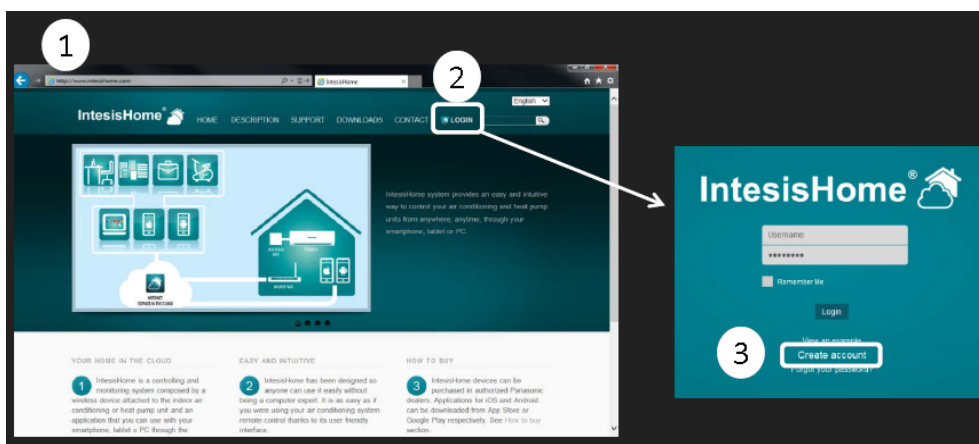 1
2
http://www.intesishome.com
IntesisHome
English
IntesisHome®
HOME DESCRIPTION SUPPORT DOWNLOADS CONTACT LOGIN
IntesisHome system provides an easy and intuitive
way to control your air conditioning and heat pump
units from anywhere, anytime, through your
smartphone, tablet or PC.
INTERNET
SERVICE IN THE CLOUD
YOUR HOME IN THE CLOUD
1 IntesisHome is a controlling and
monitoring system composed by a
wireless device attached to the indoor air
conditioning or heat pump unit and an
application that you can use with your
smartphone, tablet o PC through the
EASY AND INTUITIVE
2 IntesisHome has been designed so
anyone can use it easily without
being a computer expert. It is as easy as if
you were using your air conditioning system
remote control thanks to its user friendly
interface.
HOW TO BUY
3 IntesisHome devices can be
purchased in authorized Panasonic
dealers. Applications for iOS and Android
can be downloaded from App Store or
Google Play respectively. See How to buy
section.
IntesisHome®
Username
Remember Me
Login
View an example
3
Create account
Forgot your password?